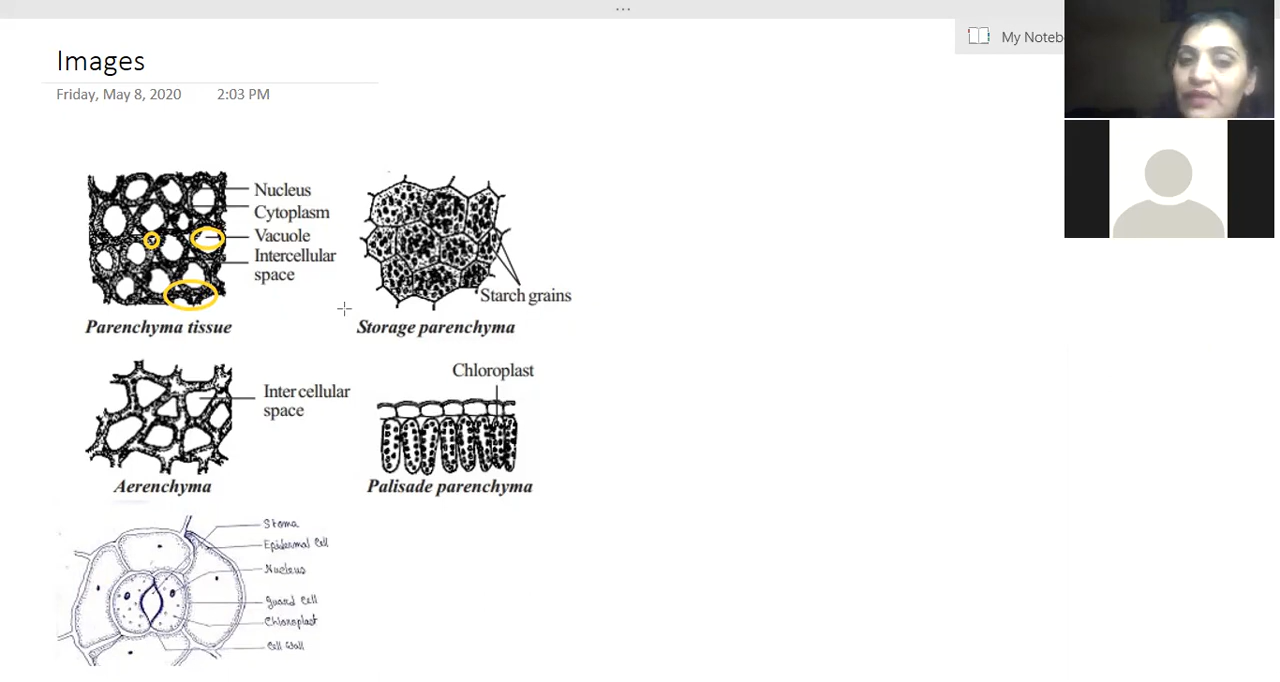 My Noteb
Images
Friday, May 8, 2020 2:03 PM
Nucleus
Cytoplasm
Vacuole
Intercellular
space
Parenchyma tissue
Starch grains
Storage parenchyma
Inter cellular
space
Aerenchyma
Chloroplast
Palisade parenchyma
Stoma
Epidermal Cell
Nucleus
guard Cell
Chloroplast
Cell Wall